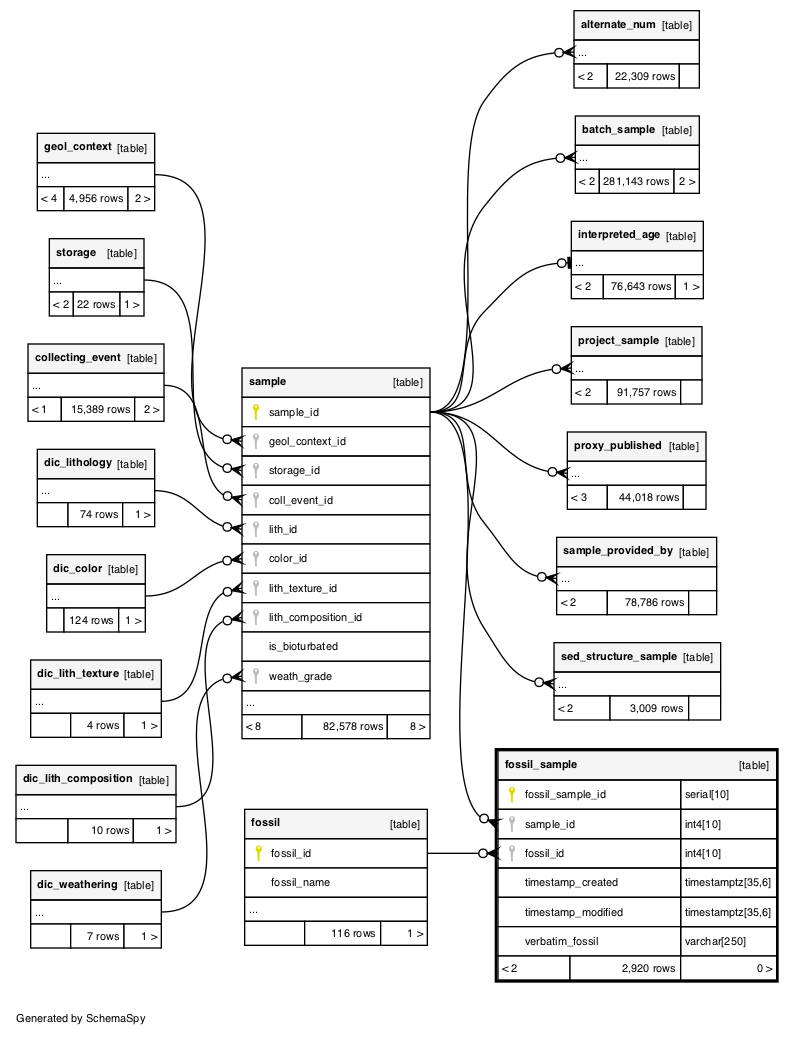 alternate_num [table]
...
< 2 22,309 rows
batch_sample [table]
...
< 2 281,143 rows 2 >
interpreted_age [table]
...
< 2 76,643 rows 1 >
project_sample [table]
...
< 2 91,757 rows
proxy_published [table]
...
< 3 44,018 rows
sample_provided_by [table]
...
< 2 78,786 rows
sed_structure_sample [table]
...
< 2 3,009 rows
geol_context [table]
...
< 4 4,956 rows 2 >
storage [table]
...
< 2 22 rows 1 >
collecting_event [table]
...
< 1 15,389 rows 2 >
dic_lithology [table]
...
74 rows 1 >
dic_color [table]
...
124 rows 1 >
dic_lith_texture [table]
...
4 rows 1 >
dic_lith_composition [table]
...
10 rows 1 >
dic_weathering [table]
...
7 rows 1 >
sample [table]
sample_id
geol_context_id
storage_id
coll_event_id
lith_id
color_id
lith_texture_id
lith_composition_id
is_bioturbated
weath_grade
...
< 8 82,578 rows 8 >
fossil [table]
fossil_id
fossil_name
...
116 rows 1 >
fossil_sample [table]
fossil_sample_id serial[10]
sample_id int4[10]
fossil_id int4[10]
timestamp_created timestamptz[35,6]
timestamp_modified timestamptz[35,6]
verbatim_fossil varchar[250]
< 2 2,920 rows 0 >
Generated by SchemaSpy